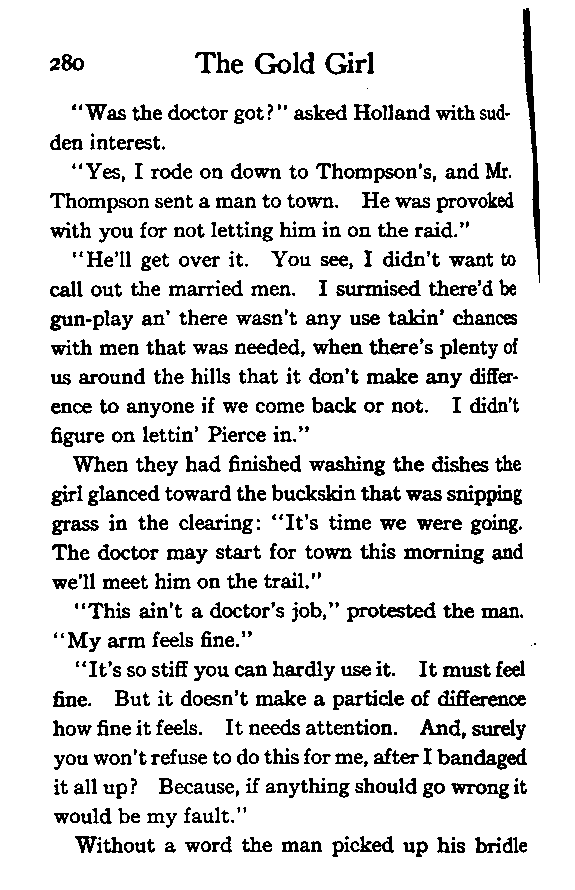 280 The Gold Girl
"Was the doctor got?" asked Holland with sud-
den interest.
"Yes, I rode on down to Thompson's, and Mr.
Thompson sent a man to town. He was provoked
with you for not letting him in on the raid."
"He'll get over it. You see, I didn't want to
call out the married men. I surmised there'd be
gun-play an' there wasn't any use takin' chances
with men that was needed, when there's plenty of
us around the hills that it don't make any differ-
ence to anyone if we come back or not. I didn't
figure on lettin' Pierce in."
When they had finished washing the dishes the
girl glanced toward the buckskin that was snipping
grass in the clearing: "It's time we were going.
The doctor may start for town this morning and
we'll meet him on the trail."
"This ain't a doctor's job," protested the man.
"My arm feels fine."
"It's so stiff you can hardly use it. It must feel
fine. But it doesn't make a particle of difference
how fine it feels. It needs attention. And, surely
you won't refuse to do this for me, after I bandaged
it all up? Because, if anything should go wrong it
would be my fault."
Without a word the man picked up his bridle